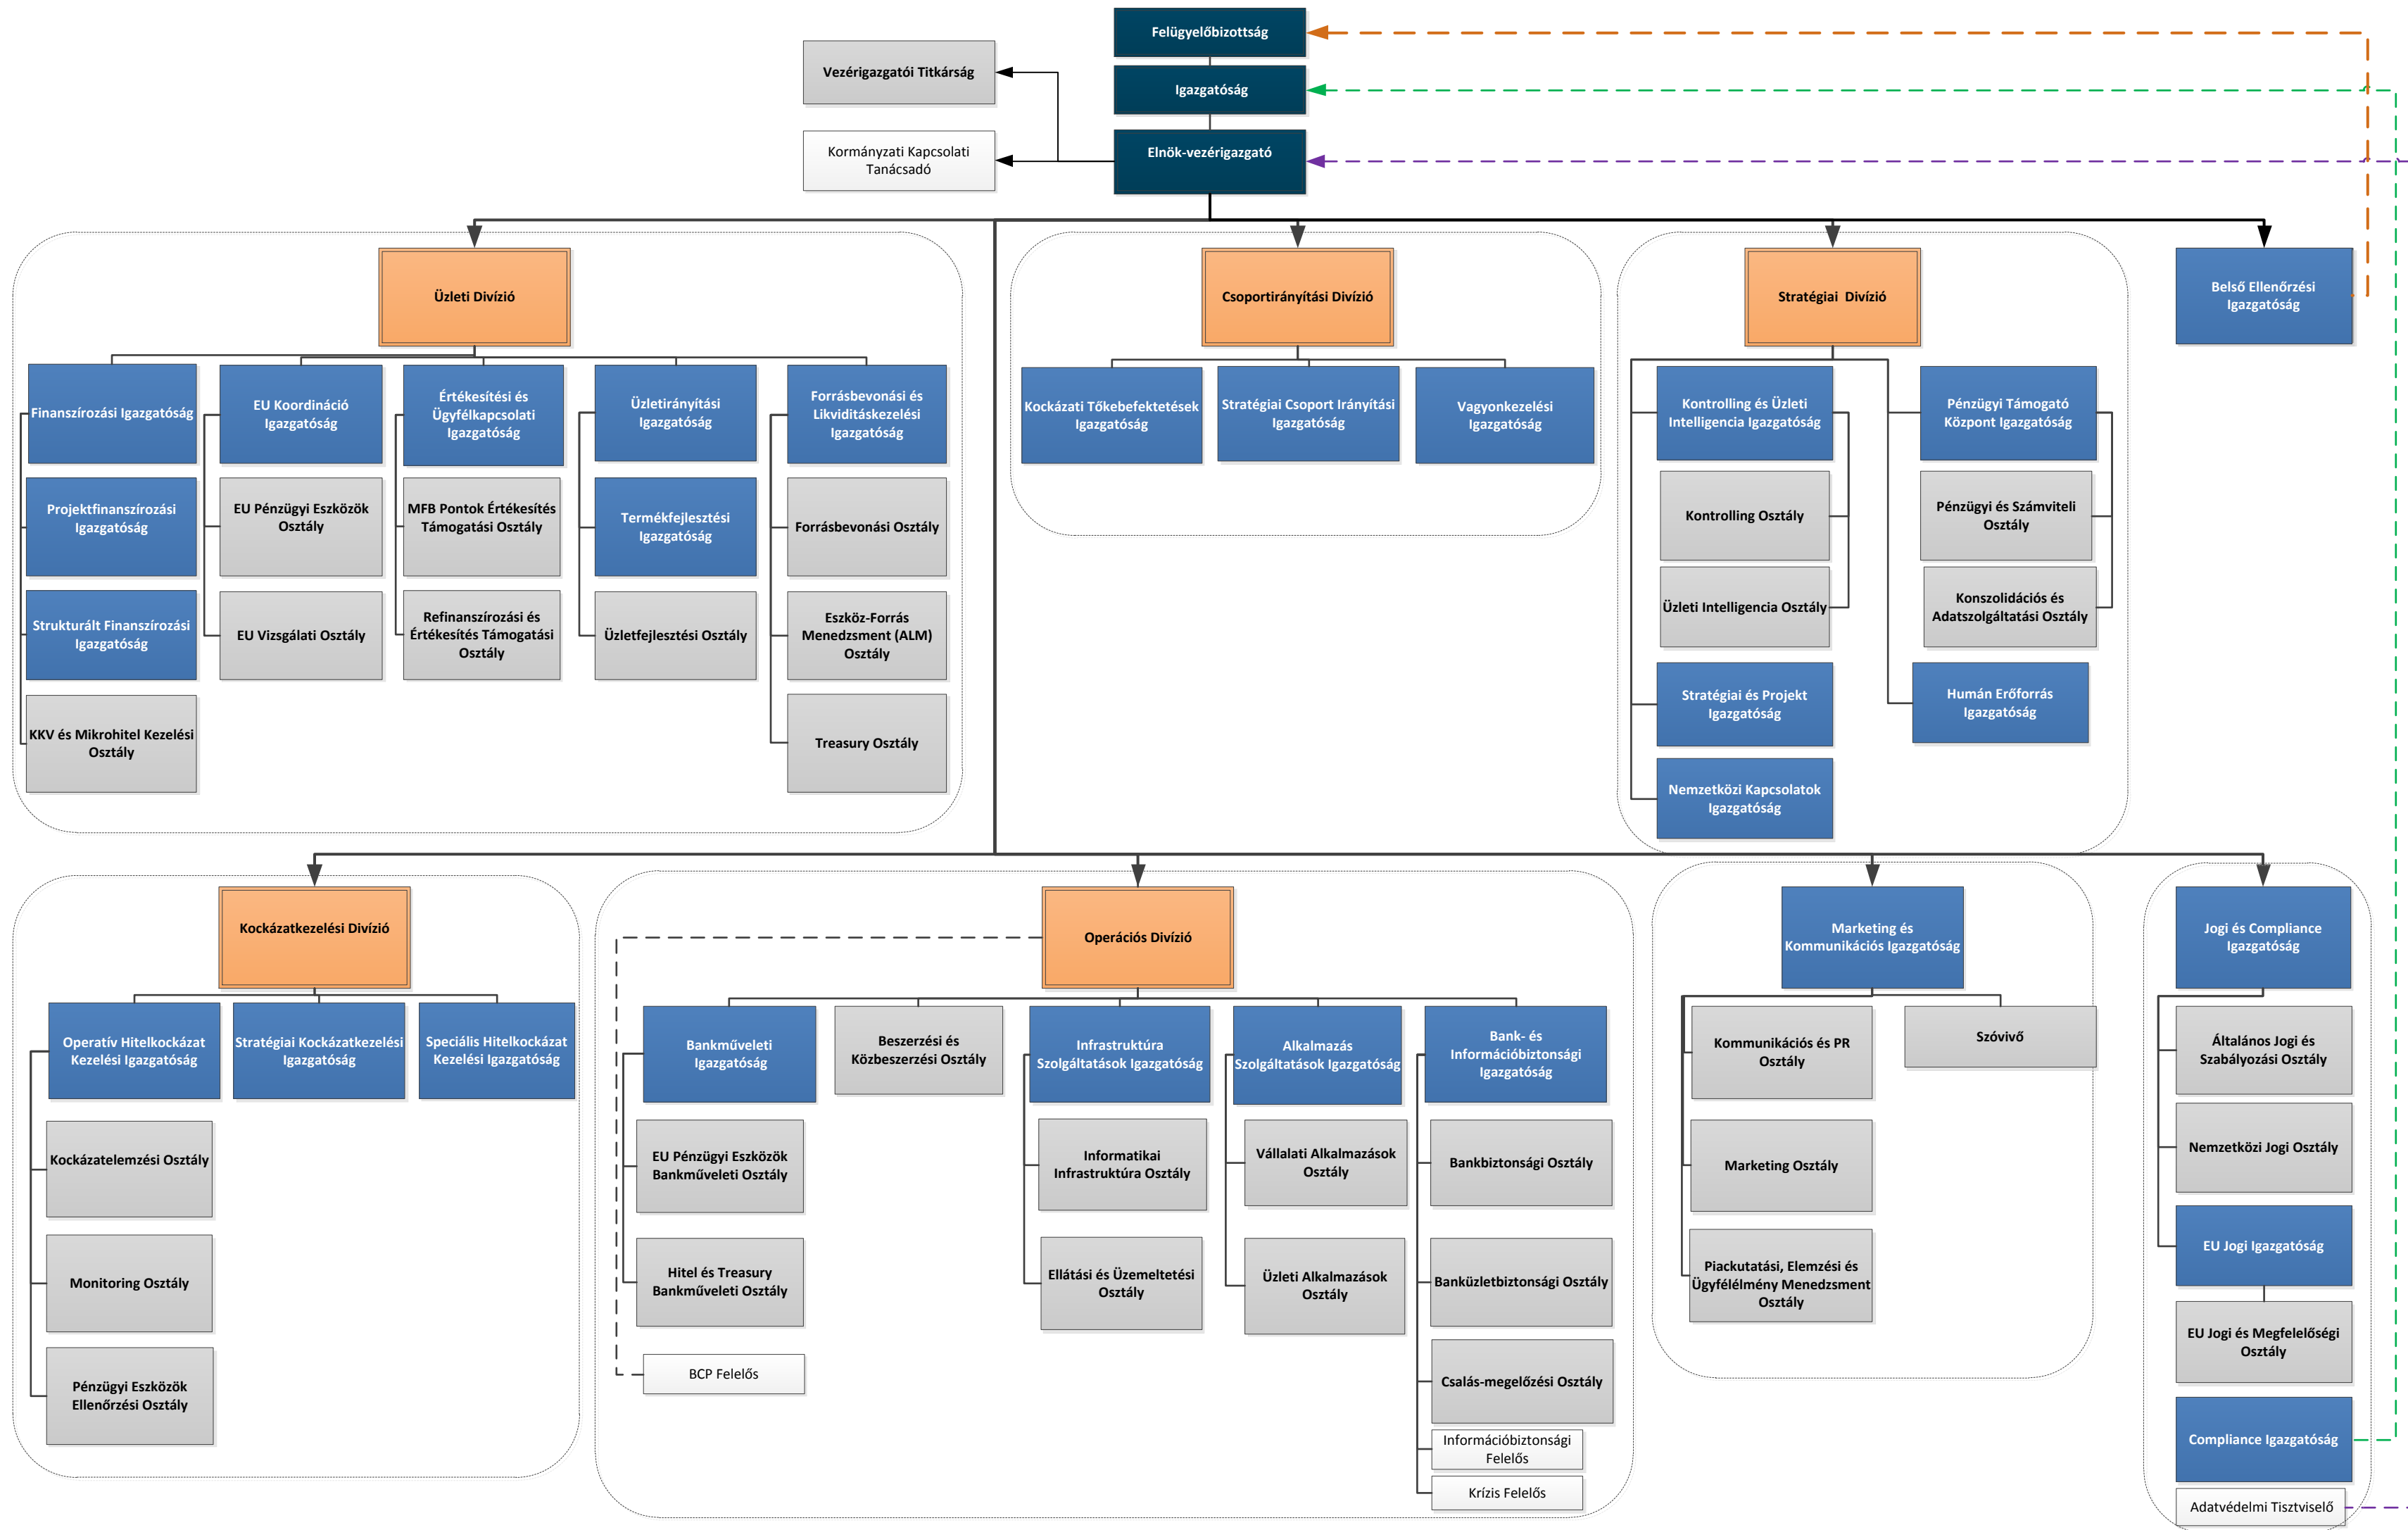 Felügyelőbizottság
Vezérigazgatói Titkárság
Igazgatóság
Kormányzati Kapcsolati
Tanácsadó
Elnök-vezérigazgató
Üzleti Divízió
Finanszírozási Igazgatóság
Projektfinanszírozási
Igazgatóság
Strukturált Finanszírozási
Igazgatóság
KKV és Mikrohitel Kezelési
Osztály
EU Koordináció
Igazgatóság
EU Pénzügyi Eszközök
Osztály
EU Vizsgálati Osztály
Értékesítési és
Ügyfélkapcsolati
Igazgatóság
MFB Pontok Értékesítés
Támogatási Osztály
Refinanszírozási és
Értékesítés Támogatási
Osztály
Üzletirányítási
Igazgatóság
Termékfejlesztési
Igazgatóság
Üzletfejlesztési Osztály
Forrásbevonási és
Likviditáskezelési
Igazgatóság
Forrásbevonási Osztály
Eszköz-Forrás
Menedzsment (ALM)
Osztály
Treasury Osztály
Csoportirányítási Divízió
Kockázati Tőkebefektetések
Igazgatóság
Stratégiai Csoport Irányítási
Igazgatóság
Vagyonkezelési
Igazgatóság
Stratégiai  Divízió
Kontrolling és Üzleti
Intelligencia Igazgatóság
Kontrolling Osztály
Üzleti Intelligencia Osztály
Stratégiai és Projekt
Igazgatóság
Nemzetközi Kapcsolatok
Igazgatóság
Pénzügyi Támogató
Központ Igazgatóság
Pénzügyi és Számviteli
Osztály
Konszolidációs és
Adatszolgáltatási Osztály
Humán Erőforrás
Igazgatóság
Belső Ellenőrzési
Igazgatóság
Kockázatkezelési Divízió
Operatív Hitelkockázat
Kezelési Igazgatóság
Kockázatelemzési Osztály
Monitoring Osztály
Pénzügyi Eszközök
Ellenőrzési Osztály
Stratégiai Kockázatkezelési
Igazgatóság
Speciális Hitelkockázat
Kezelési Igazgatóság
Operációs Divízió
Bankműveleti
Igazgatóság
EU Pénzügyi Eszközök
Bankműveleti Osztály
Hitel és Treasury
Bankműveleti Osztály
BCP Felelős
Beszerzési és
Közbeszerzési Osztály
Infrastruktúra
Szolgáltatások Igazgatóság
Informatikai
Infrastruktúra Osztály
Ellátási és Üzemeltetési
Osztály
Alkalmazás
Szolgáltatások Igazgatóság
Vállalati Alkalmazások
Osztály
Üzleti Alkalmazások
Osztály
Bank- és
Információbiztonsági
Igazgatóság
Bankbiztonsági Osztály
Banküzletbiztonsági Osztály
Csalás-megelőzési Osztály
Információbiztonsági
Felelős
Krízis Felelős
Marketing és
Kommunikációs Igazgatóság
Kommunikációs és PR
Osztály
Marketing Osztály
Piackutatási, Elemzési és
Ügyfélélmény Menedzsment
Osztály
Szóvivő
Jogi és Compliance
Igazgatóság
Általános Jogi és
Szabályozási Osztály
Nemzetközi Jogi Osztály
EU Jogi Igazgatóság
EU Jogi és Megfelelőségi
Osztály
Compliance Igazgatóság
Adatvédelmi Tisztviselő